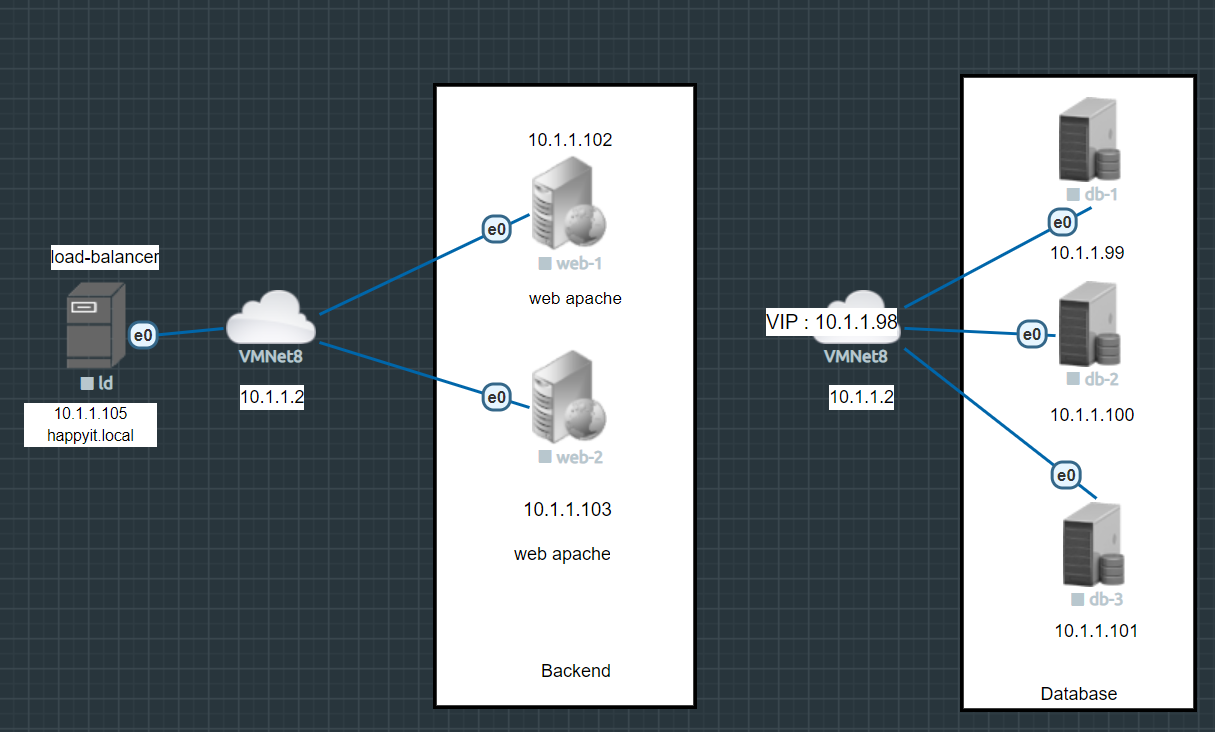 load-balancer
e0
ld
10.1.1.105
happyit.local
VMNet8
10.1.1.2
10.1.1.102
e0
web-1
web apache
e0
web-2
10.1.1.103
web apache
Backend
VIP : 10.1.1.98
VMNet8
10.1.1.2
db-1
e0
10.1.1.99
e0
db-2
10.1.1.100
e0
db-3
10.1.1.101
Database